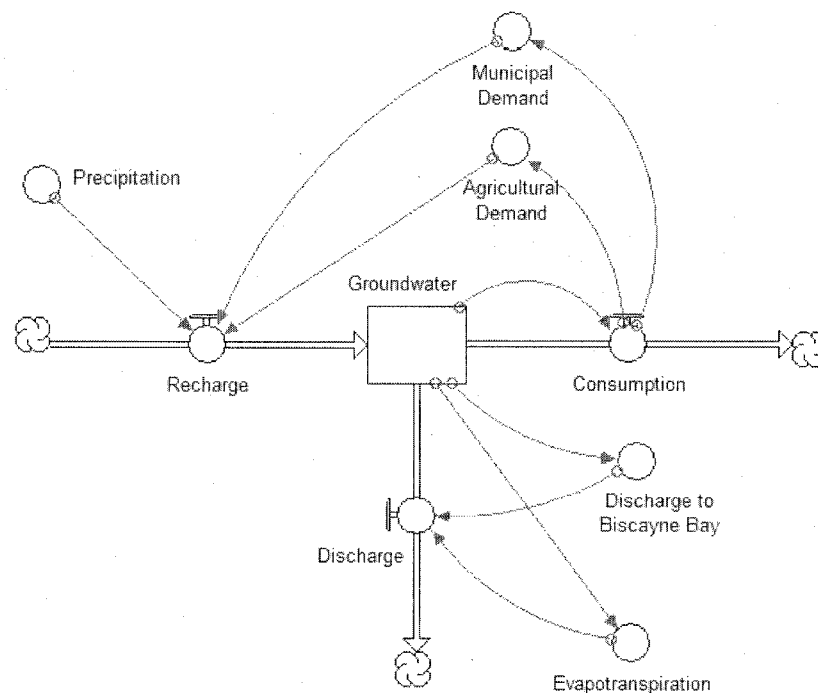 Municipal
Demand
Precipitation
Agricultural
Demand
Groundwater
Recharge
Consumption
Discharge to
Biscayne Bay
Discharge
Evapotranspiration